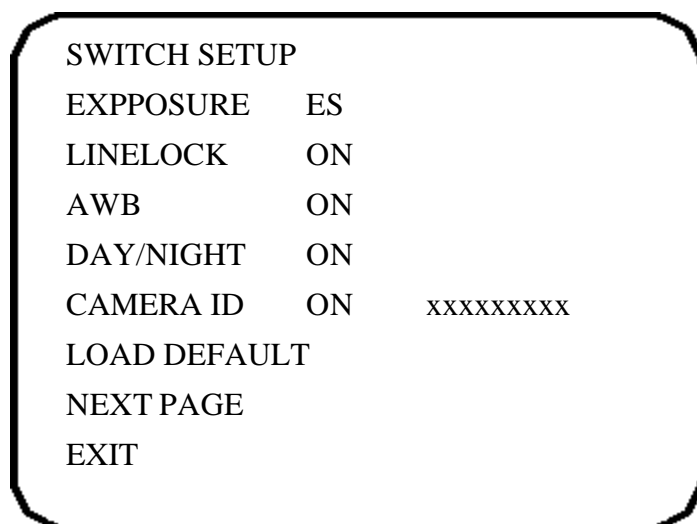 SWITCH SETUP
EXPPOSURE ES
LINELOCK ON
AWB ON
DAY/NIGHT ON
CAMERA ID ON xxxxxxxxx
LOAD DEFAULT
NEXT PAGE
EXIT